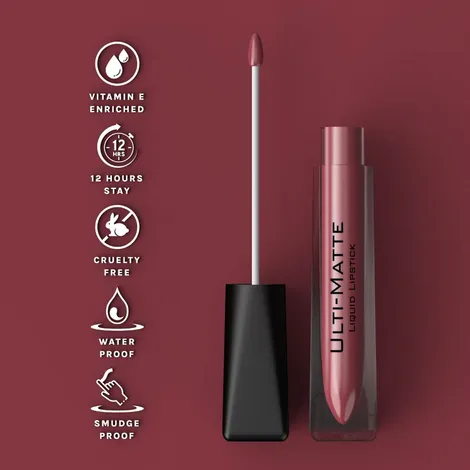 VITAMIN E
ENRICHED
12
HRS
12 HOURS
STAY
CRUELTY
FREE
WATER
PROOF
SMUDGE
PROOF
ULTI-MATTE
LIQUID LIPSTICK